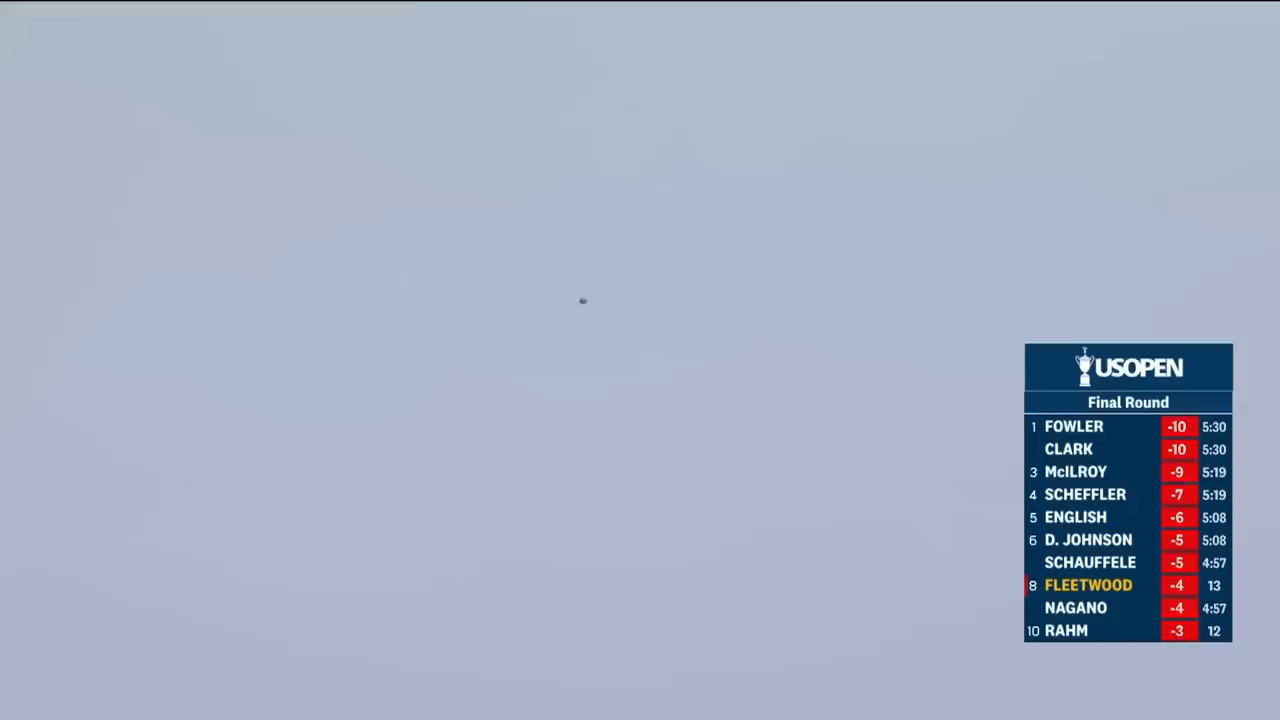 USOPEN
Final Round
1 FOWLER -10 5:30
CLARK -10 5:30
3 McILROY -9 5:19
4 SCHEFFLER -7 5:19
5 ENGLISH -6 5:08
6 D. JOHNSON -5 5:08
SCHAUFFELE -5 4:57
8 FLEETWOOD -4 13
NAGANO -4 4:57
10 RAHM -3 12